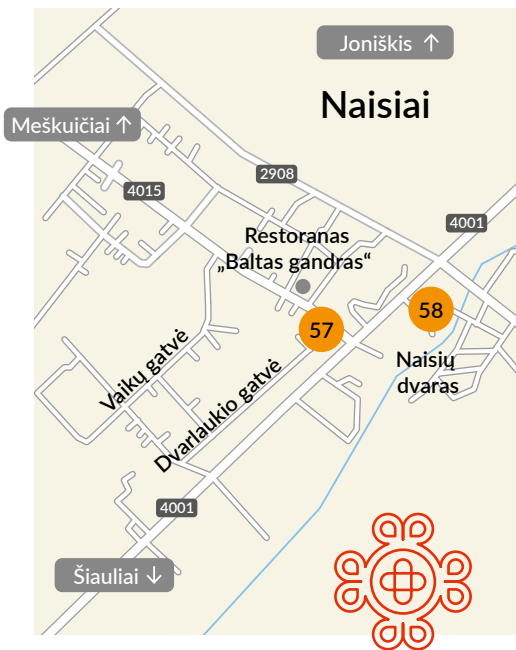 Joniškis ↑
Naisiai
Meškuičiai ↑
2908
4015
4001
Restoranas
„Baltas gandras“
58
57
Naisių
dvaras
Vaikų gatvė
Dvarlaukio gatvė
4001
Šiauliai ↓